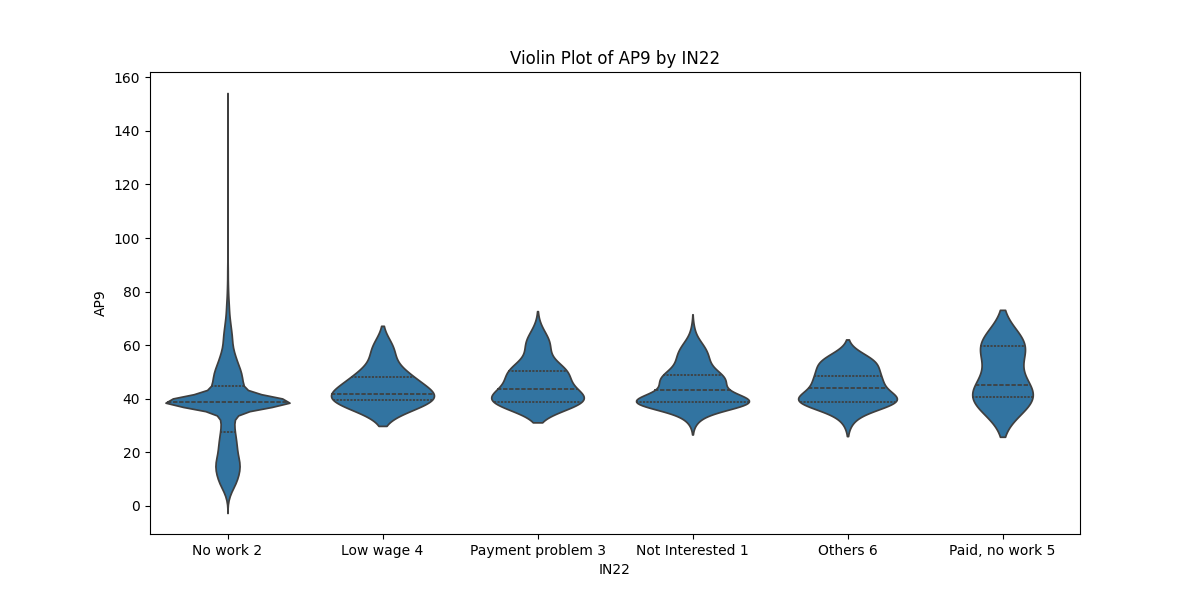 Violin Plot of AP9 by IN22
160
140
120
100
80
60
40
20
0
AP9
No work 2
Low wage 4
Payment problem 3
Not Interested 1
Others 6
Paid, no work 5
IN22